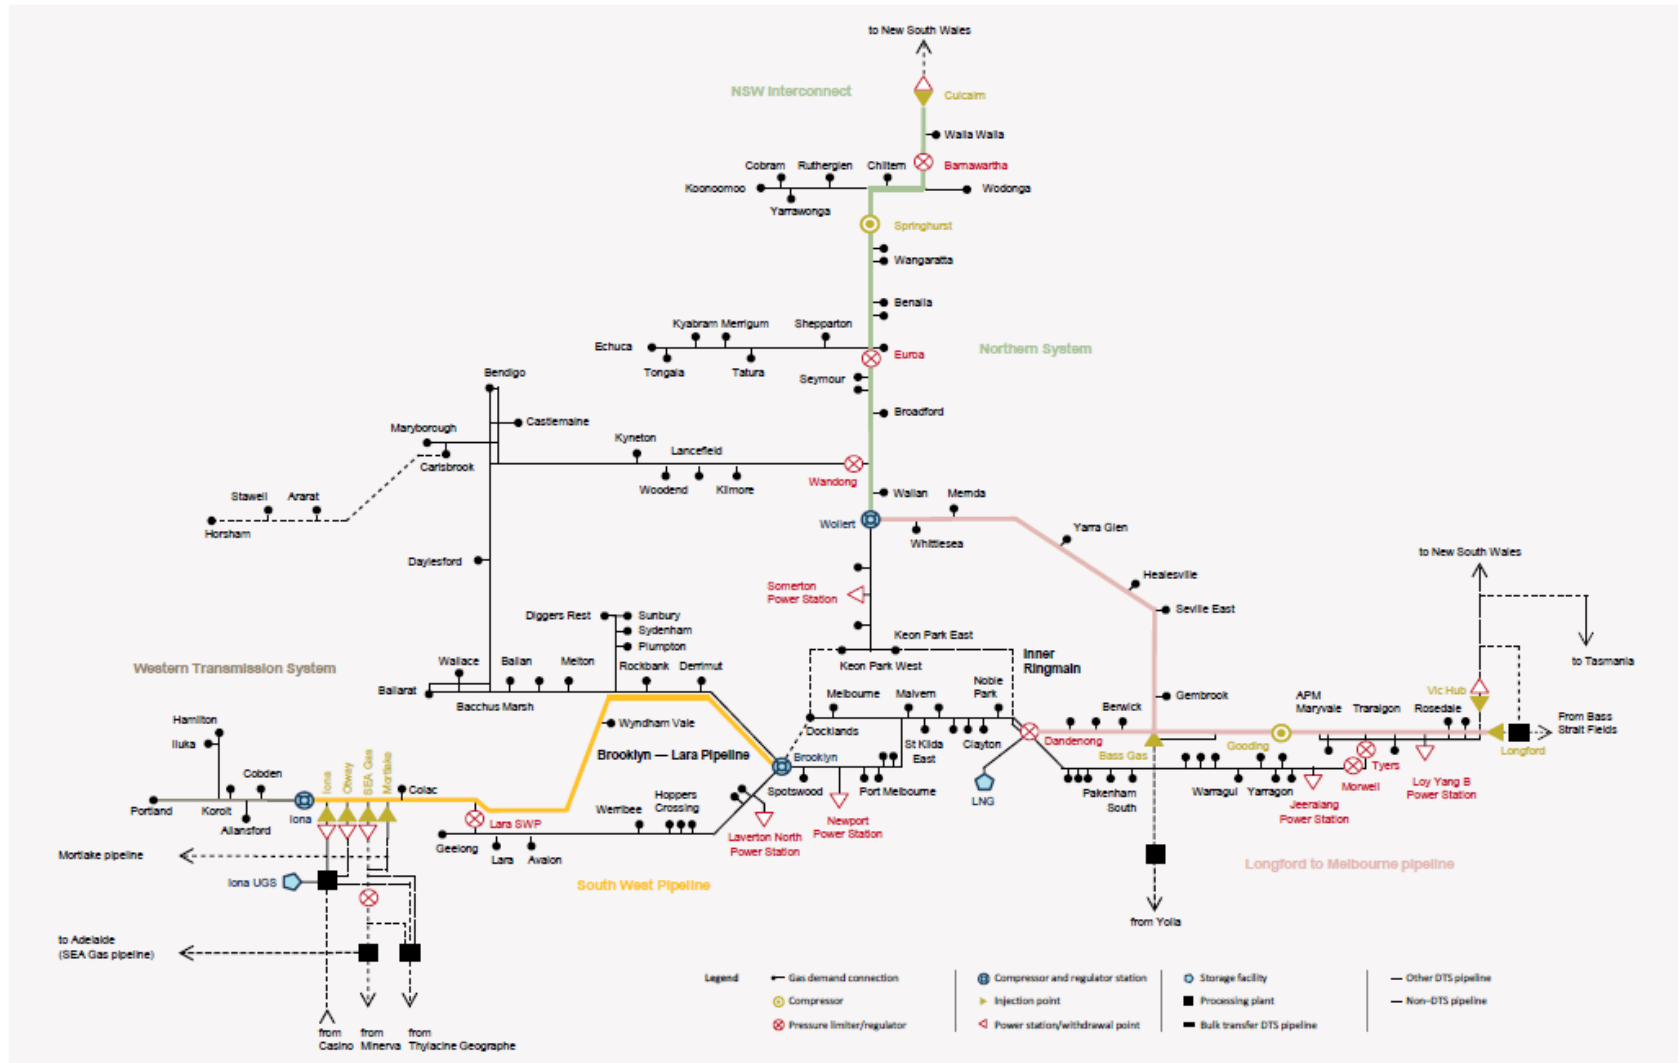 to New South Wales
NSW Interconnect
Culcairn
Walla Walla
Cobram
Rutherglen
Chiltern
Barnawartha
Koonoomoo
Wodonga
Yarrawonga
Springhurst
Wangaratta
Benalla
Kyabram
Merrigum
Shepparton
Echuca
Euroa
Northern System
Tongala
Tatura
Seymour
Bendigo
Broadford
Castlemaine
Maryborough
Kyneton
Lancefield
Carisbrook
Wandong
Woodend
Kilmore
Stawell
Ararat
Wallan
Mernda
Horsham
Wollert
Whittlesea
Yarra Glen
to New South Wales
Daylesford
Healesville
Somerton
Power Station
Seville East
Diggers Rest
Sunbury
Sydenham
Plumpton
Keon Park East
Keon Park West
Inner
Ringmain
to Tasmania
Western Transmission System
Wallace
Ballan
Melton
Rockbank
Derrimut
Ballarat
Bacchus Marsh
Melbourne
Malvern
Noble
Park
Gembrook
Vic Hub
APM
Maryvale
Traralgon
Rosedale
Hamilton
Iluka
Wyndham Vale
Docklands
Berwick
From Bass
Strait Fields
Brooklyn — Lara Pipeline
Brooklyn
St Kilda
East
Clayton
Dandenong
Bass Gas
Gooding
Longford
Cobden
Iona
Otway
SEA Gas
Mortlake
Colac
Tyers
Morwell
Loy Yang B
Power Station
Spotswood
Port Melbourne
LNG
Pakenham
South
Warragul
Yarragon
Jeeralang
Power Station
Portland
Koroit
Allansford
Iona
Lara SWP
Werribee
Hoppers
Crossing
Newport
Power Station
Laverton North
Power Station
Geelong
Lara
Avalon
Mortlake pipeline
Longford to Melbourne pipeline
Iona UGS
South West Pipeline
from Yolla
to Adelaide
(SEA Gas pipeline)
from
Casino
from
Minerva
from
Thylacine Geographe
Legend
Gas demand connection
Compressor
Pressure limiter/regulator
Compressor and regulator station
Injection point
Power station/withdrawal point
Storage facility
Processing plant
Bulk transfer DTS pipeline
Other DTS pipeline
Non–DTS pipeline